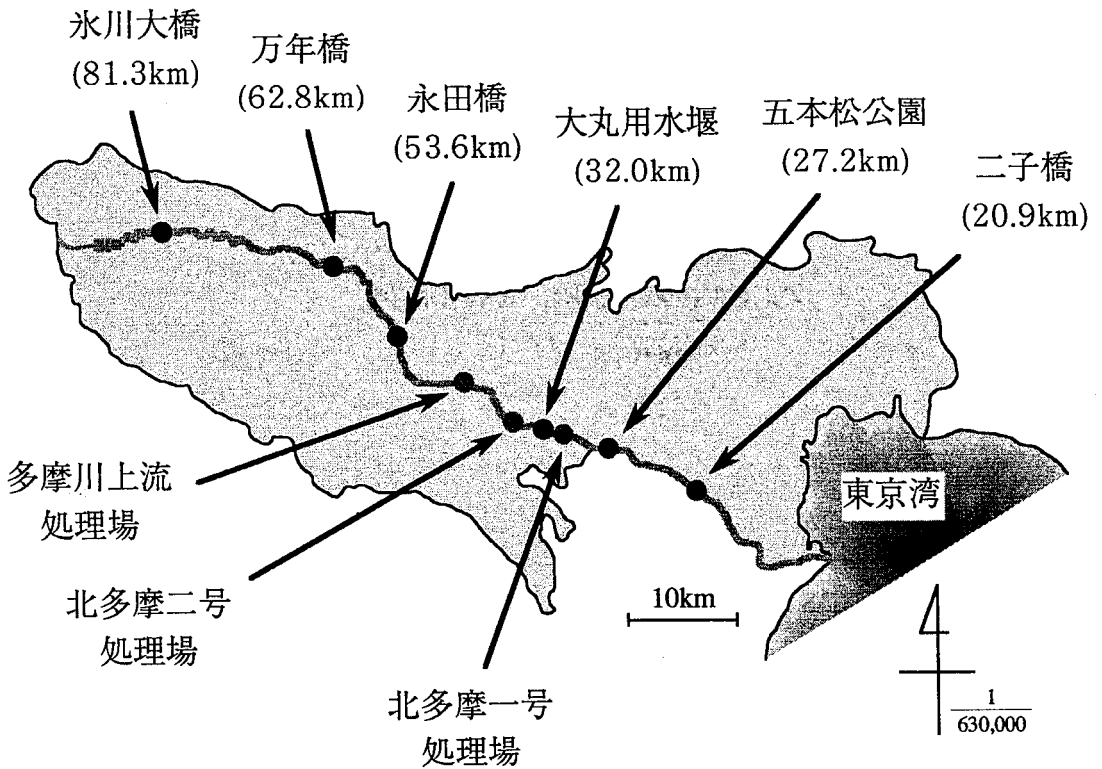 氷川大橋
(81.3km)
万年橋
(62.8km)
永田橋
(53.6km)
大丸用水堰
(32.0km)
五本松公園
(27.2km)
二子橋
(20.9km)
多摩川上流
処理場
北多摩二号
処理場
北多摩一号
処理場
東京湾
10km
1
630,000